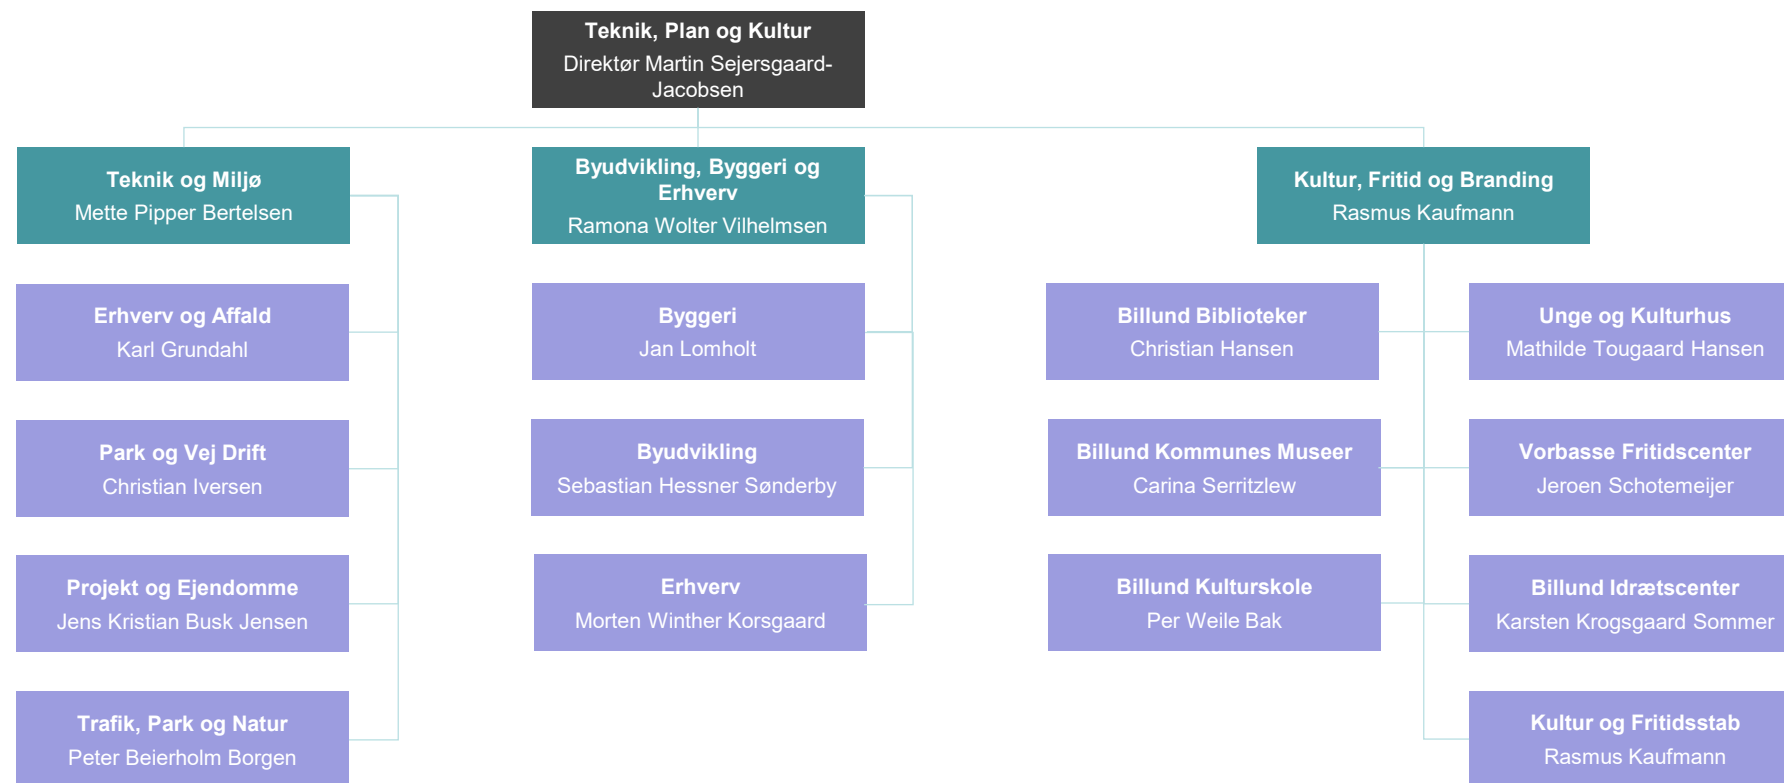 Teknik, Plan og Kultur
Direktør Martin Sejersgaard-
Jacobsen
Teknik og Miljø
Mette Pipper Bertelsen
Erhverv og Affald
Karl Grundahl
Park og Vej Drift
Christian Iversen
Projekt og Ejendomme
Jens Kristian Busk Jensen
Trafik, Park og Natur
Peter Beierholm Borgen
Byudvikling, Byggeri og
Erhverv
Ramona Wolter Vilhelmsen
Byggeri
Jan Lomholt
Byudvikling
Sebastian Hessner Sønderby
Erhverv
Morten Winther Korsgaard
Kultur, Fritid og Branding
Rasmus Kaufmann
Billund Biblioteker
Christian Hansen
Billund Kommunes Museer
Carina Serritzlew
Billund Kulturskole
Per Weile Bak
Unge og Kulturhus
Mathilde Tougaard Hansen
Vorbasse Fritidscenter
Jeroen Schotemeijer
Billund Idrætscenter
Karsten Krogsgaard Sommer
Kultur og Fritidsstab
Rasmus Kaufmann